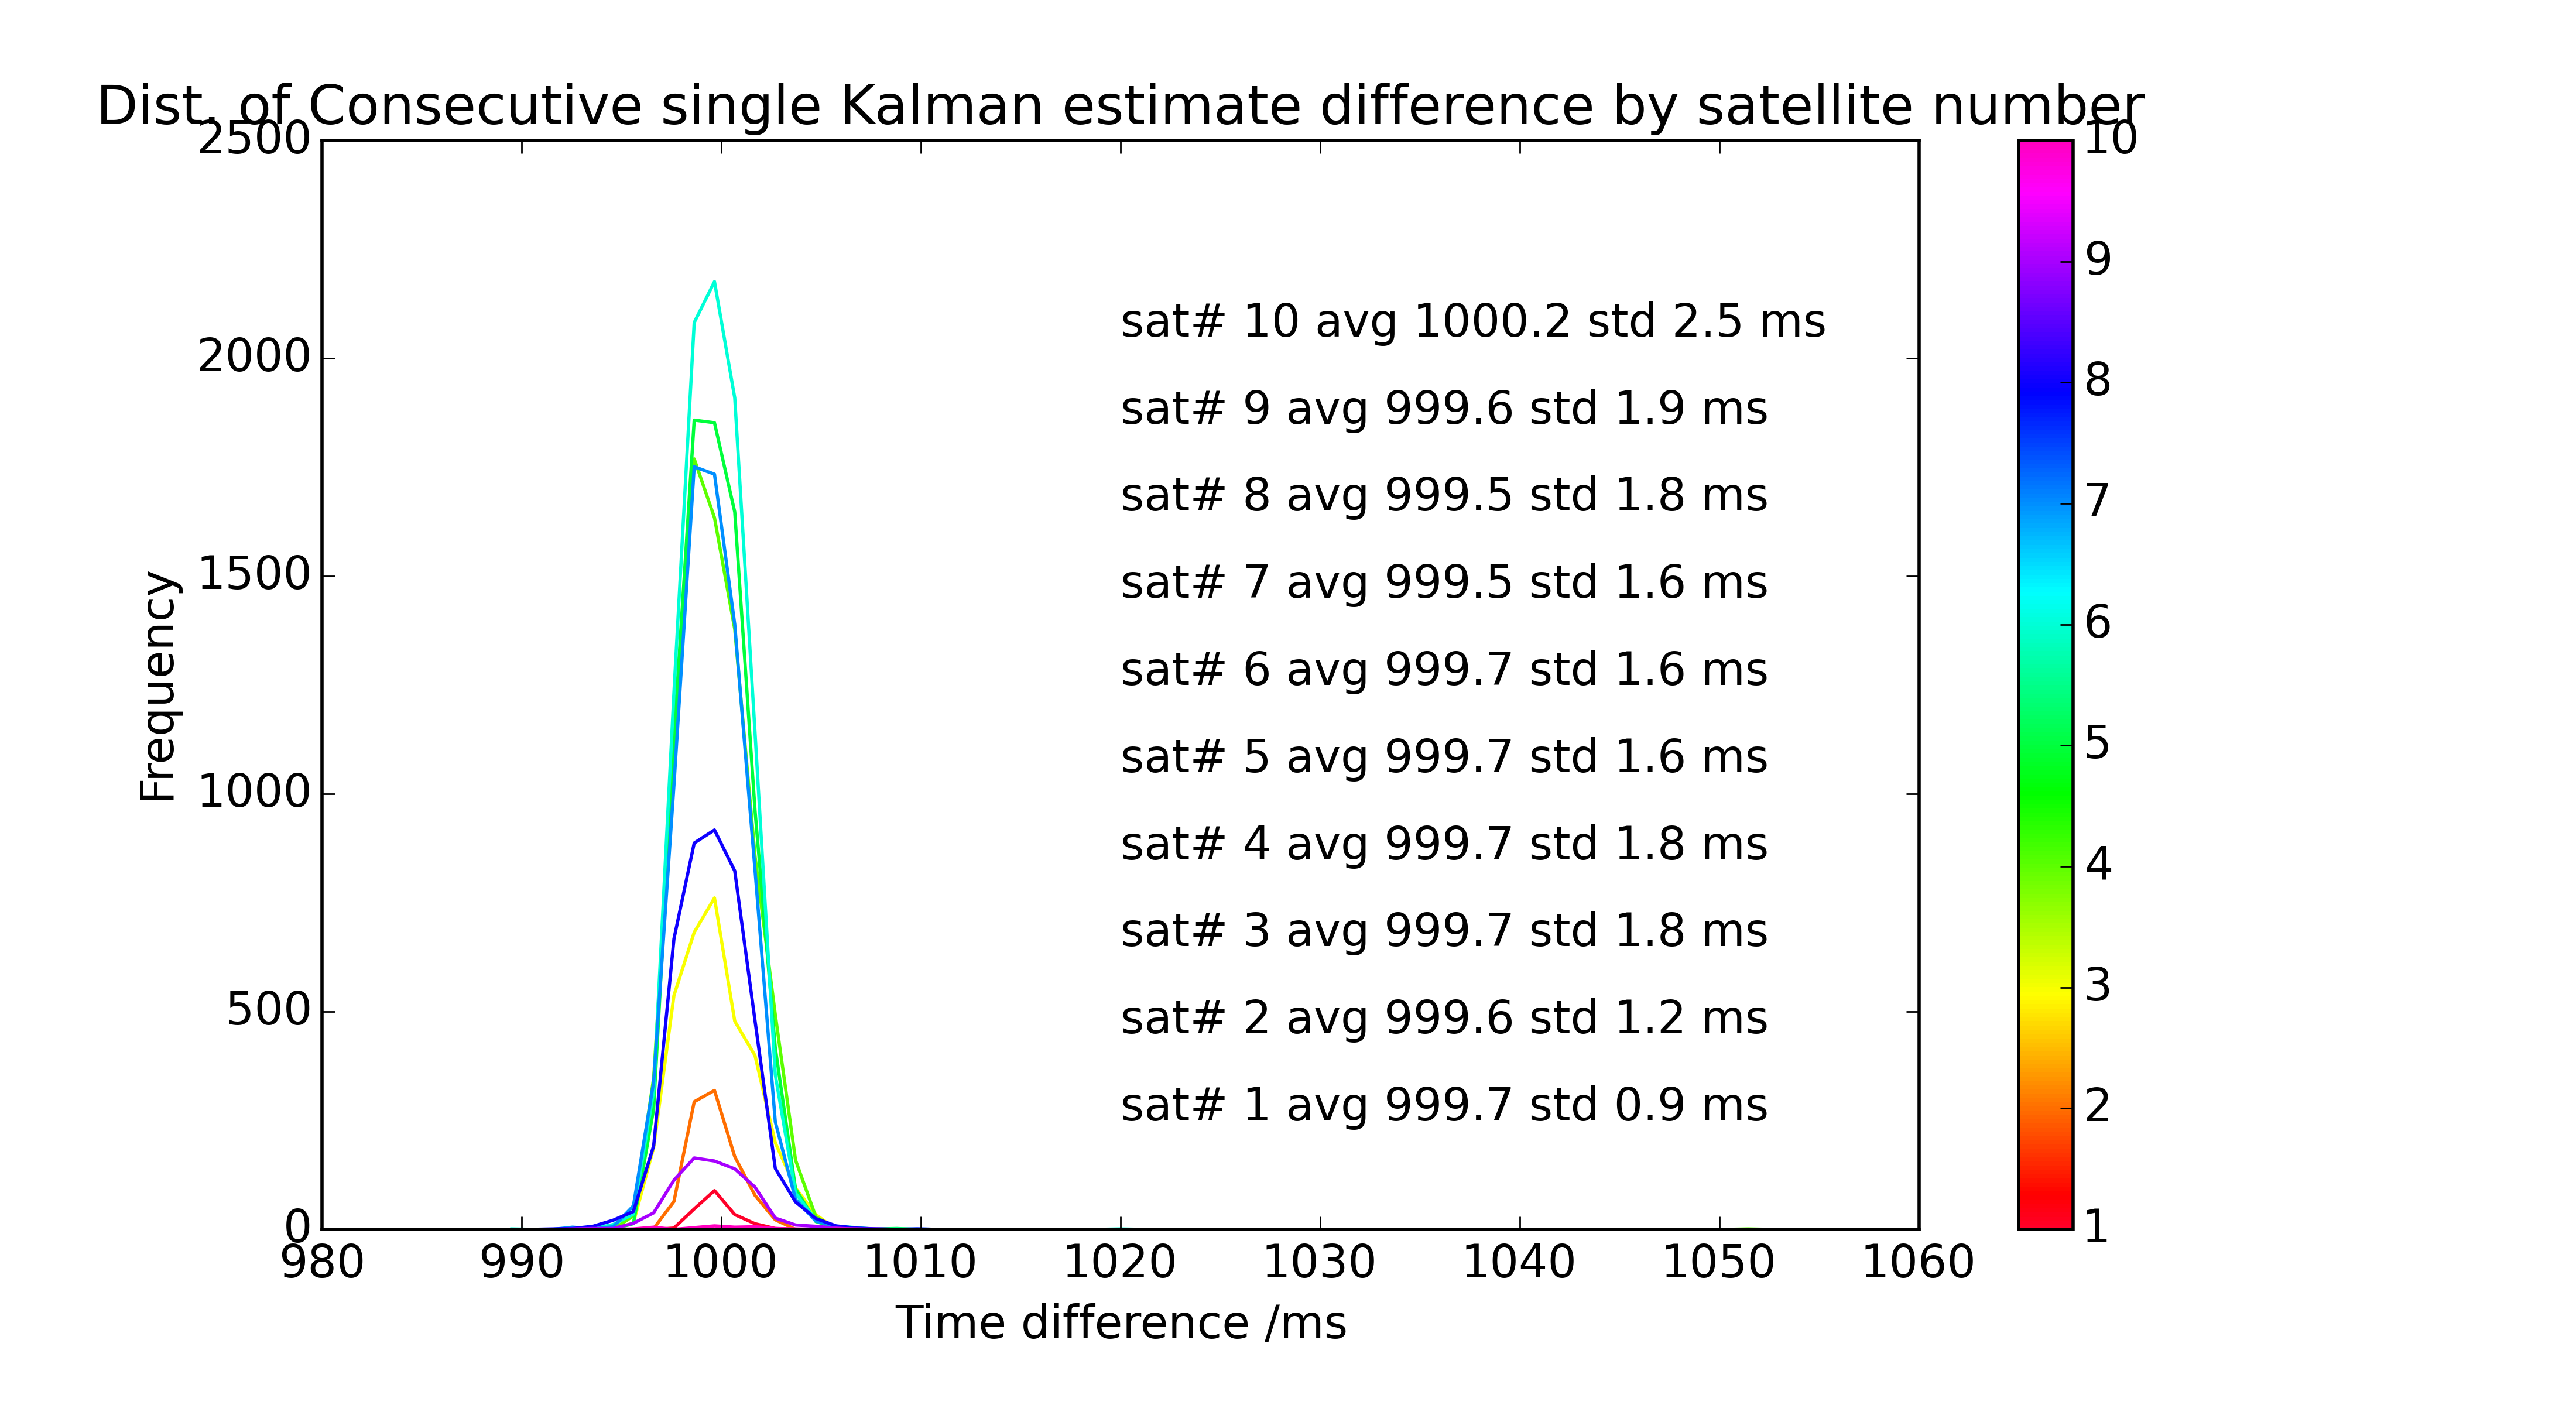 Dist. of Consecutive single Kalman estimate difference by satellite number
2500
2000
1500
1000
500
0
Frequency
sat# 10 avg 1000.2 std 2.5 ms
sat# 9 avg 999.6 std 1.9 ms
sat# 8 avg 999.5 std 1.8 ms
sat# 7 avg 999.5 std 1.6 ms
sat# 6 avg 999.7 std 1.6 ms
sat# 5 avg 999.7 std 1.6 ms
sat# 4 avg 999.7 std 1.8 ms
sat# 3 avg 999.7 std 1.8 ms
sat# 2 avg 999.6 std 1.2 ms
sat# 1 avg 999.7 std 0.9 ms
980 990 1000 1010 1020 1030 1040 1050 1060
Time difference /ms
10
9
8
7
6
5
4
3
2
1